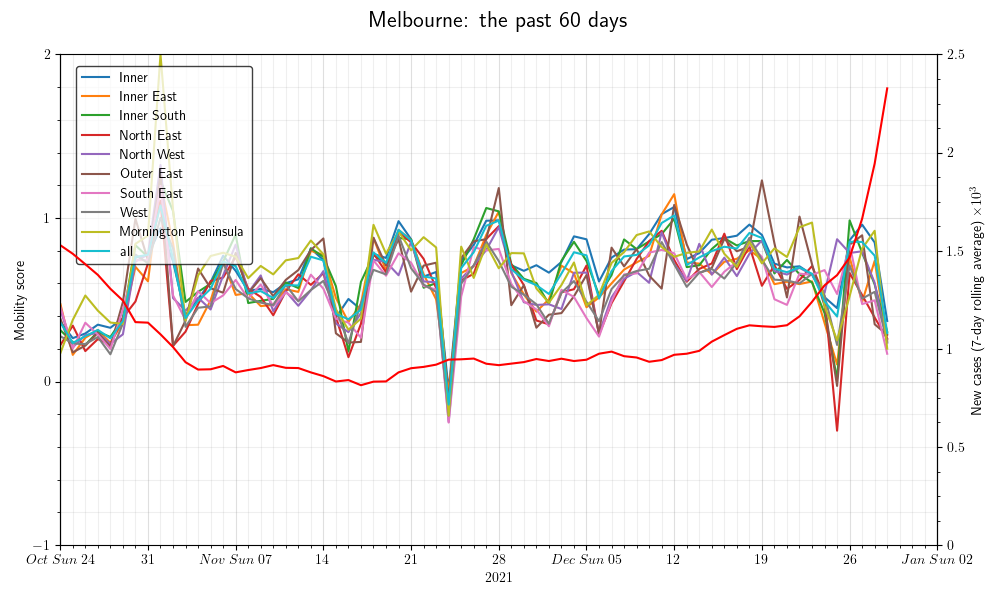 Melbourne: the past 60 days
2
1
0
−1
Mobility score
Inner
Inner East
Inner South
North East
North West
Outer East
South East
West
Mornington Peninsula
all
2.5
2
1.5
1
0.5
0
New cases (7-day rolling average) ×10³
Oct Sun 24
31
Nov Sun 07
14
21
28
Dec Sun 05
12
19
26
Jan Sun 02
2021